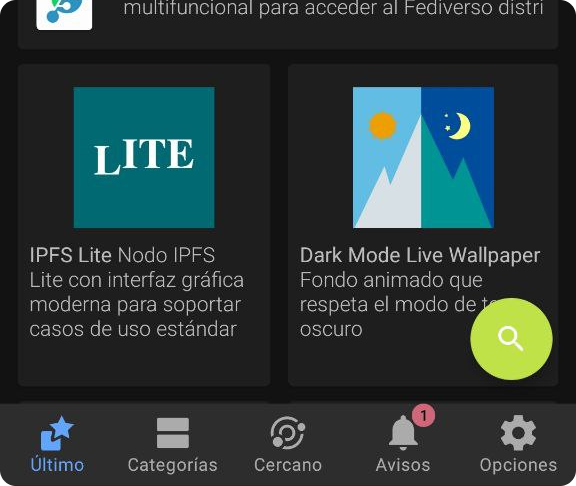 multifuncional para acceder al Fediverso distri
LITE
IPFS Lite Nodo IPFS
Lite con interfaz gráfica
moderna para soportar
casos de uso estándar
Dark Mode Live Wallpaper
Fondo animado que
respeta el modo de
oscuro
1
Último
Categorías
Cercano
Avisos
Opciones